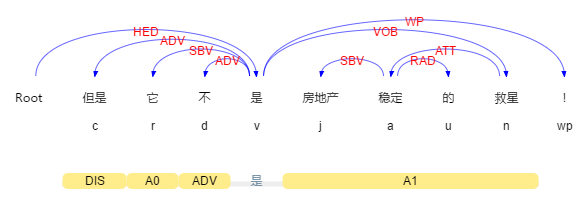 WP
HED VOB
ADV
SBV ATT
ADV SBV RAD
Root 但是 它 不 是 房地产 稳定 的 救星 !
c r d v j a u n wp
DIS A0 ADV 是 A1